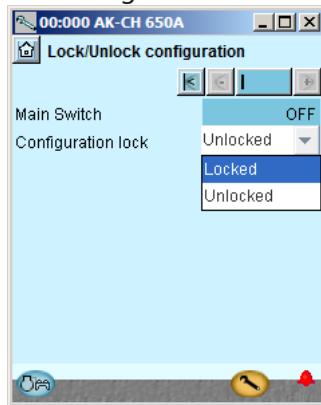 00:000 AK-CH 650A
Lock/Unlock configuration
Main Switch OFF
Configuration lock Unlocked
Locked
Unlocked